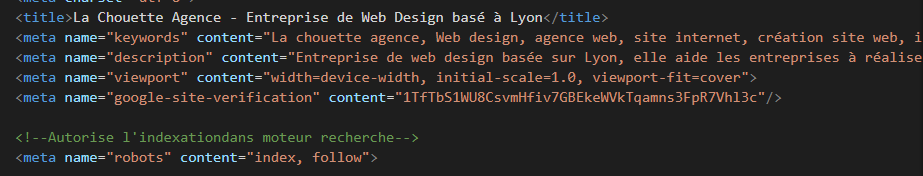 <title>La Chouette Agence - Entreprise de Web Design basé à Lyon</title>
<meta name="keywords" content="La chouette agence, Web design, agence web, site internet, création site web, i
<meta name="description" content="Entreprise de web design basée sur Lyon, elle aide les entreprises à réalise
<meta name="viewport" content="width=device-width, initial-scale=1.0, viewport-fit=cover">
<meta name="google-site-verification" content="1TfTbS1WU8CsvmHfiv7GBEkeWVkTqamns3FpR7Vhl3c"/>
<!--Autorise l'indexationdans moteur recherche-->
<meta name="robots" content="index, follow">